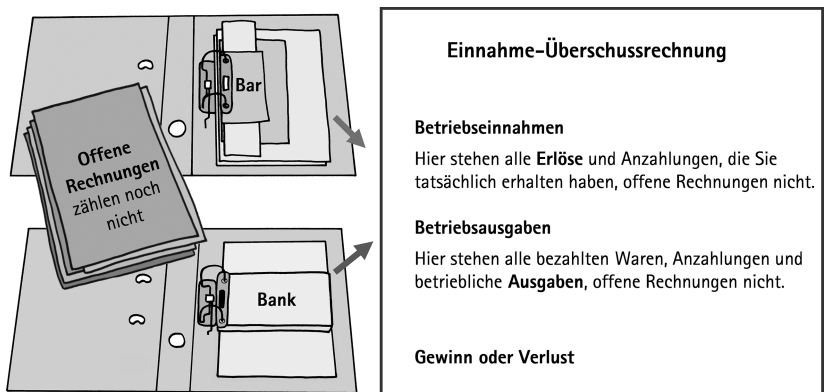 Bar
Offene
Rechnungen
zählen noch
nicht
Bank
Einnahme-Überschussrechnung
Betriebseinnahmen
Hier stehen alle Erlöse und Anzahlungen, die Sie
tatsächlich erhalten haben, offene Rechnungen nicht.
Betriebsausgaben
Hier stehen alle bezahlten Waren, Anzahlungen und
betriebliche Ausgaben, offene Rechnungen nicht.
Gewinn oder Verlust